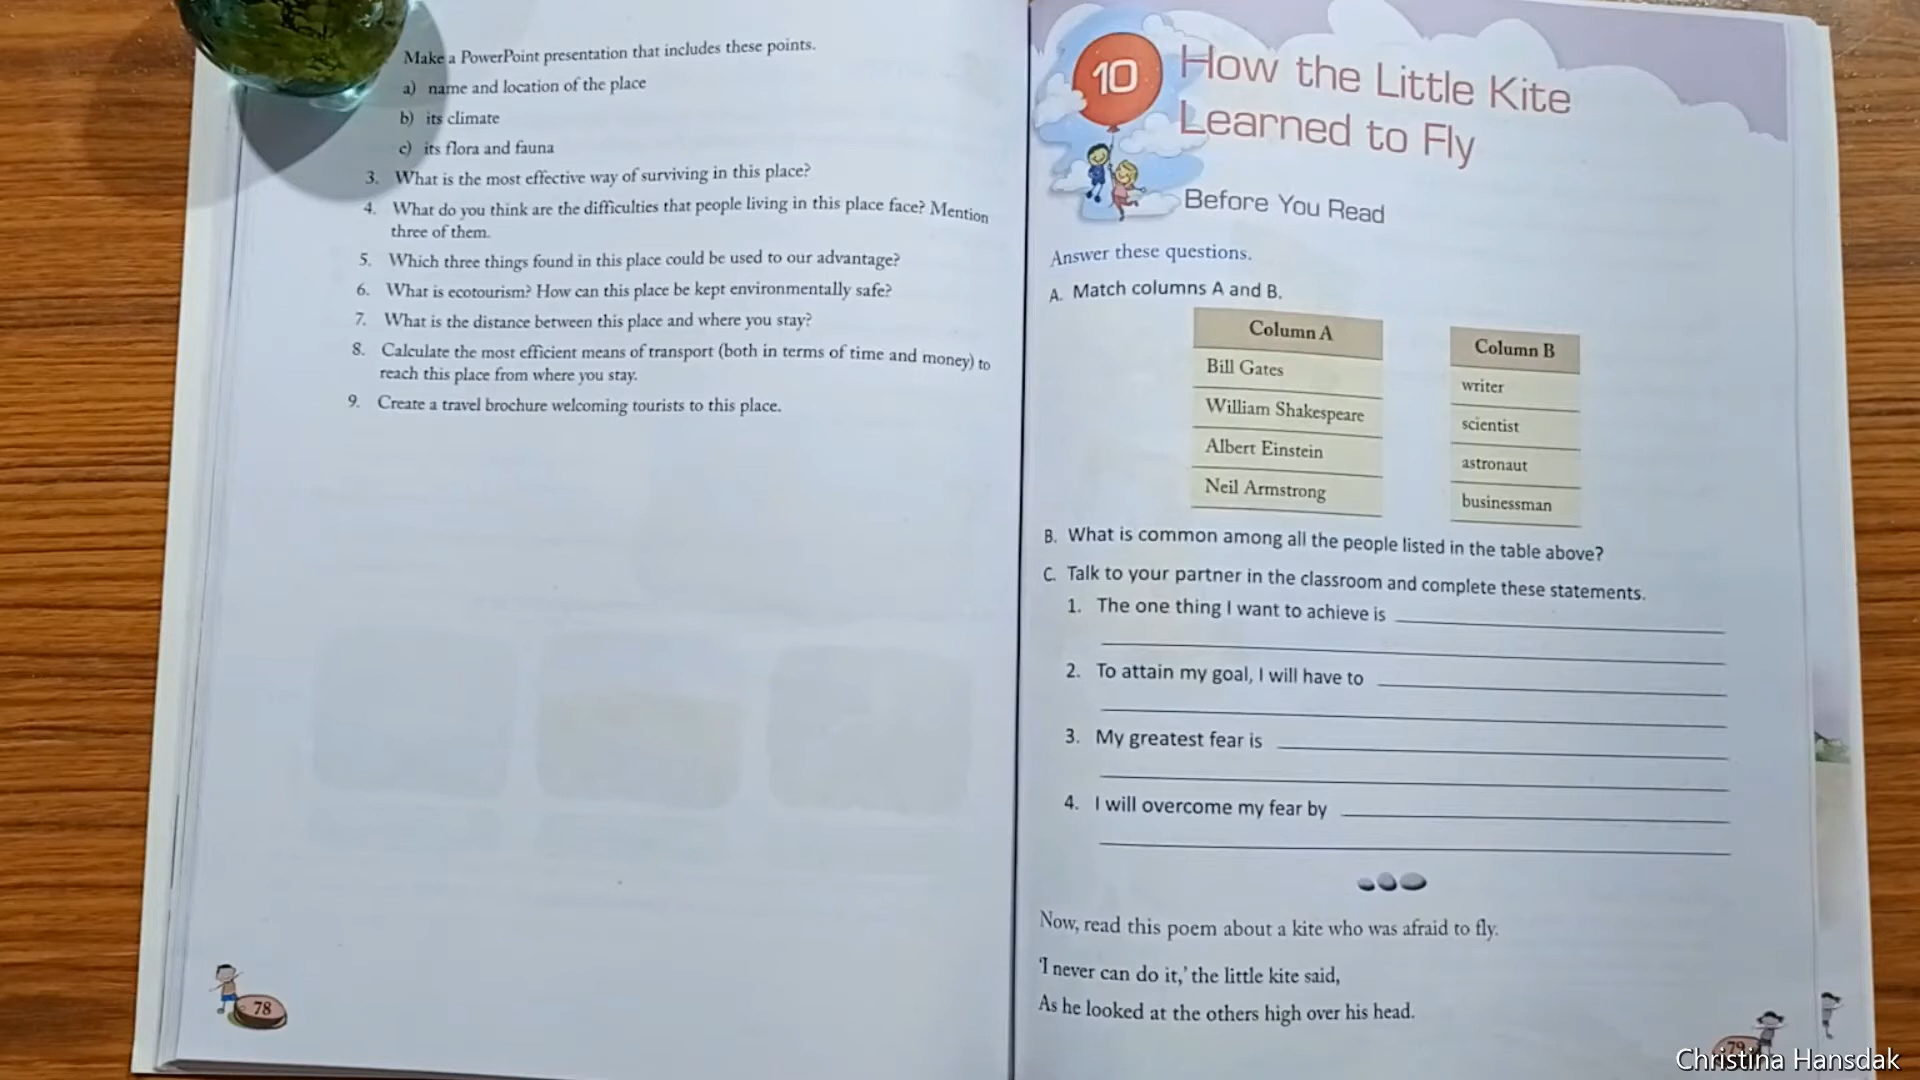 Make a PowerPoint presentation that includes these points.
a) name and location of the place
b) its climate
c) its flora and fauna
3. What is the most effective way of surviving in this place?
4. What do you think are the difficulties that people living in this place face? Mention
three of them.
5. Which three things found in this place could be used to our advantage?
6. What is ecotourism? How can this place be kept environmentally safe?
7. What is the distance between this place and where you stay?
8. Calculate the most efficient means of transport (both in terms of time and money) to
reach this place from where you stay.
9. Create a travel brochure welcoming tourists to this place.
78
10
How the Little Kite
Learned to Fly
Before You Read
Answer these questions.
A. Match columns A and B.
Column A
Bill Gates
William Shakespeare
Albert Einstein
Neil Armstrong
Column B
writer
scientist
astronaut
businessman
B. What is common among all the people listed in the table above?
C. Talk to your partner in the classroom and complete these statements.
1. The one thing I want to achieve is
2. To attain my goal, I will have to
3. My greatest fear is
4. I will overcome my fear by
Now, read this poem about a kite who was afraid to fly.
‘I never can do it,’ the little kite said,
As he looked at the others high over his head.
79
Christina Hansdak